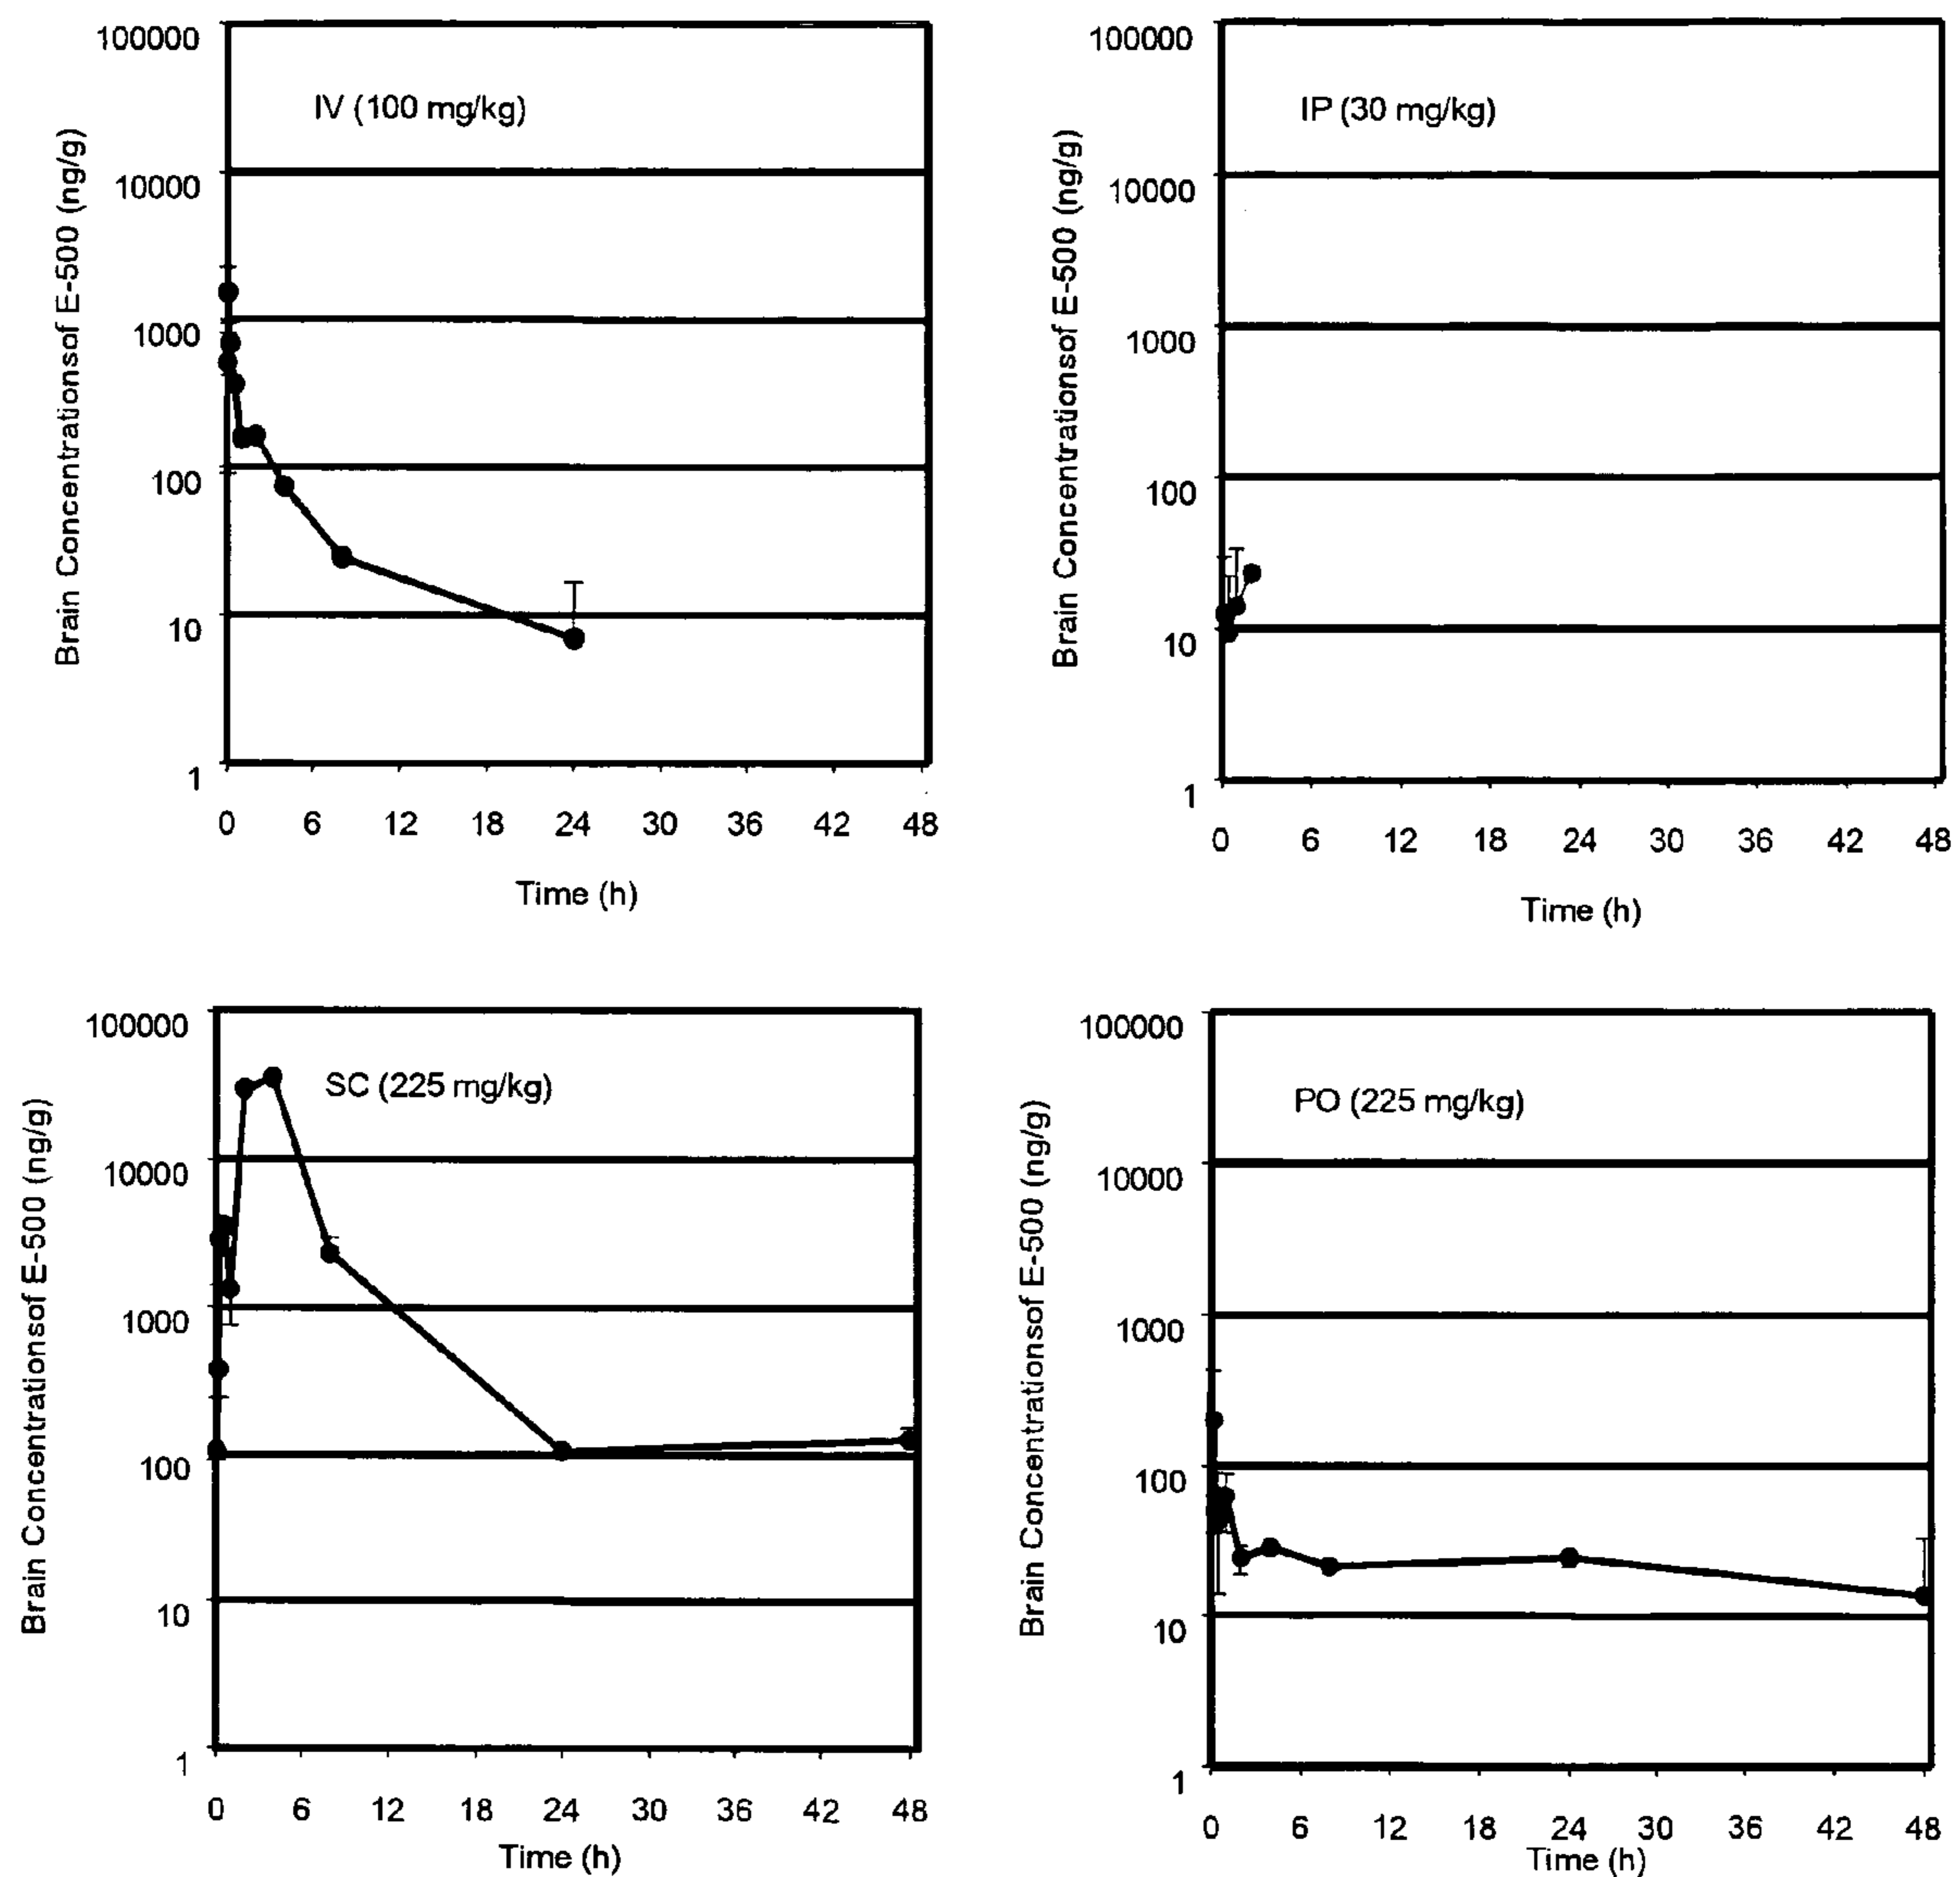 100000
IV (100 mg/kg)
10000
1000
100
10
1
0 6 12 18 24 30 36 42 48
Time (h)
Brain Concentrationsof E-500 (ng/g)
100000
IP (30 mg/kg)
10000
1000
100
10
1
0 6 12 18 24 30 36 42 48
Time (h)
Brain Concentrationsof E-500 (ng/g)
100000
SC (225 mg/kg)
10000
1000
100
10
1
0 6 12 18 24 30 36 42 48
Time (h)
Brain Concentrationsof E-500 (ng/g)
100000
PO (225 mg/kg)
10000
1000
100
10
1
0 6 12 18 24 30 36 42 48
Time (h)
Brain Concentrationsof E-500 (ng/g)